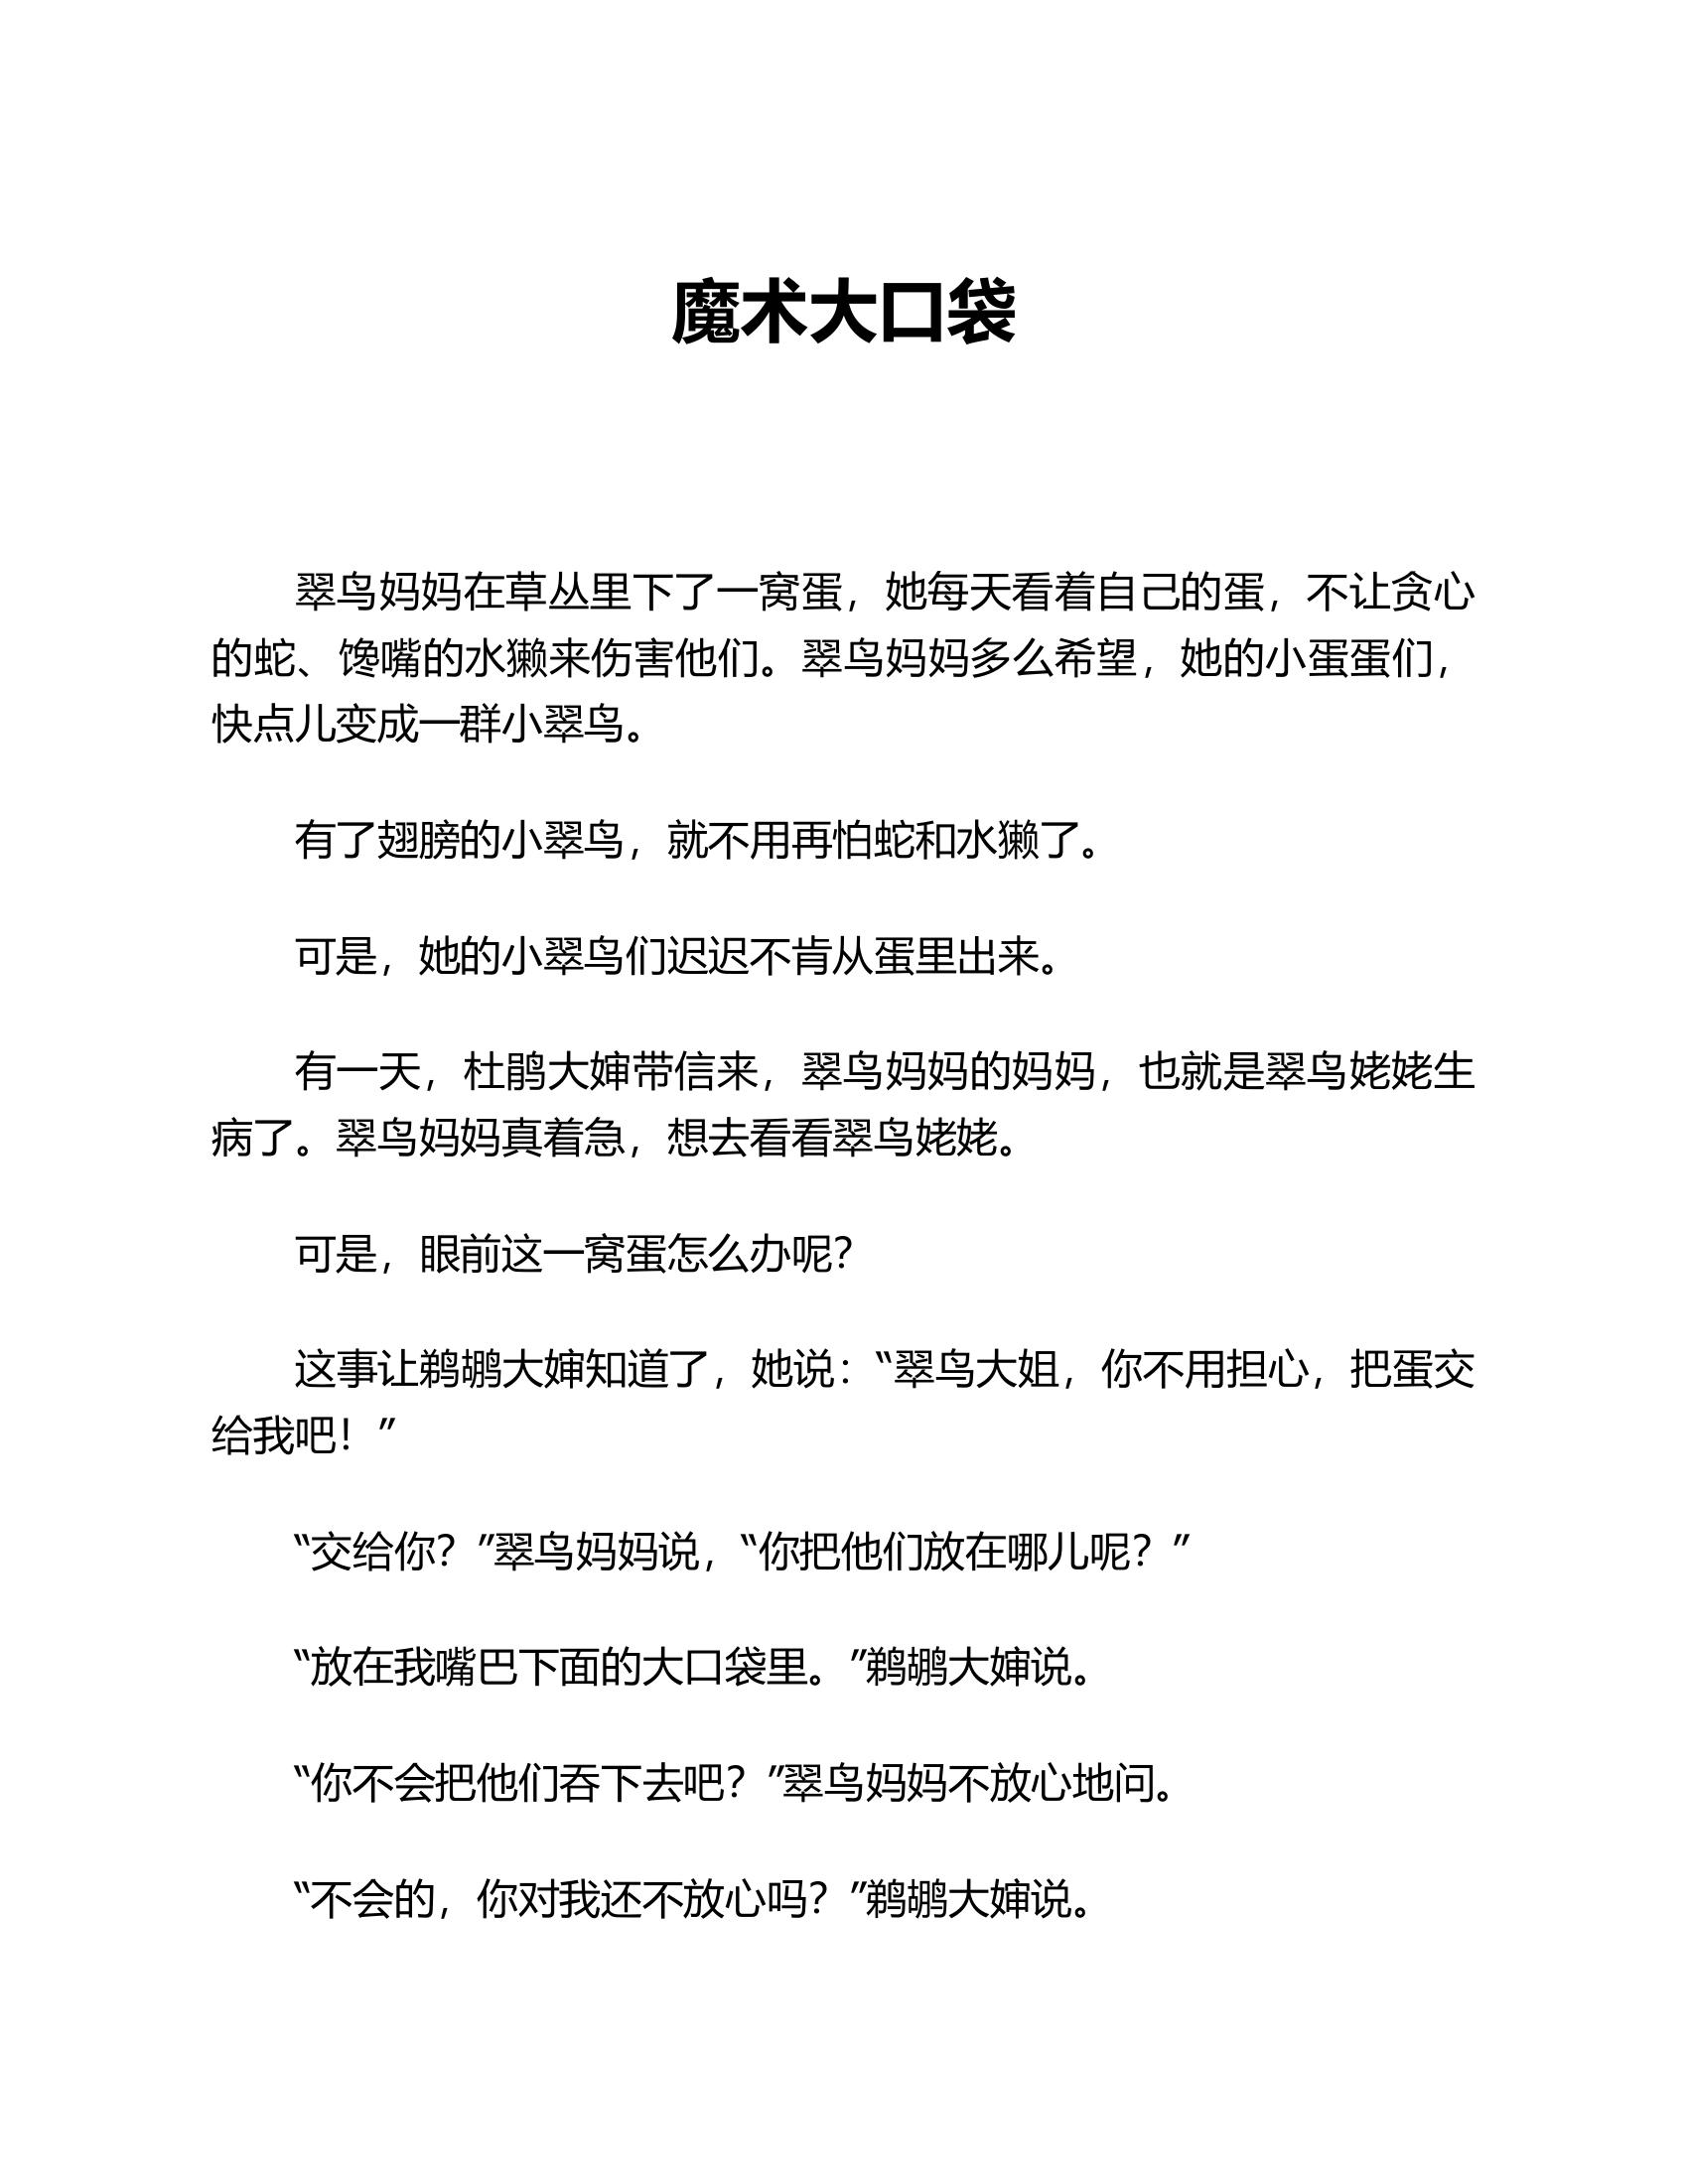 魔术大口袋
翠鸟妈妈在草丛里下了一窝蛋，她每天看着自己的蛋，不让贪心
的蛇、馋嘴的水獭来伤害他们。翠鸟妈妈多么希望，她的小蛋蛋们，
快点儿变成一群小翠鸟。
有了翅膀的小翠鸟，就不用再怕蛇和水獭了。
可是，她的小翠鸟们迟迟不肯从蛋里出来。
有一天，杜鹃大婶带信来，翠鸟妈妈的妈妈，也就是翠鸟姥姥生
病了。翠鸟妈妈真着急，想去看看翠鸟姥姥。
可是，眼前这一窝蛋怎么办呢？
这事让鹈鹕大婶知道了，她说：“翠鸟大姐，你不用担心，把蛋交
给我吧！”
“交给你？”翠鸟妈妈说，“你把他们放在哪儿呢？”
“放在我嘴巴下面的大口袋里。”鹈鹕大婶说。
“你不会把他们吞下去吧？”翠鸟妈妈不放心地问。
“不会的，你对我还不放心吗？”鹈鹕大婶说。